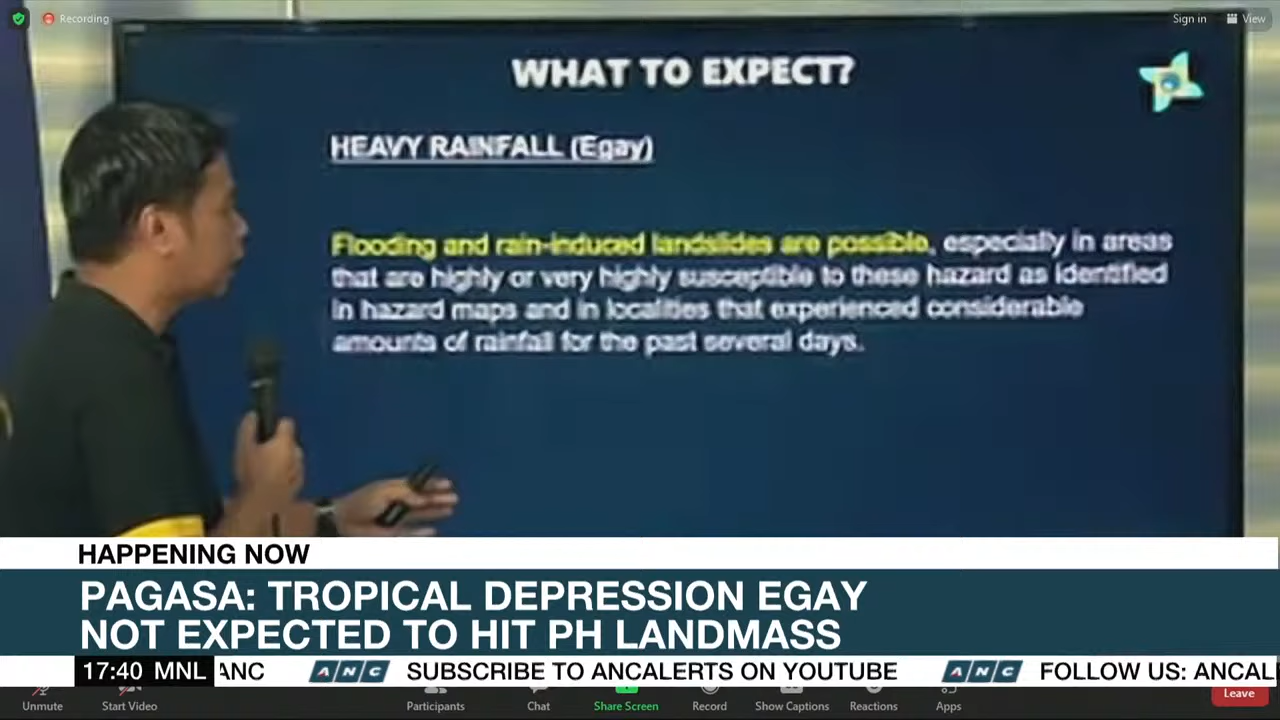 Recording
Sign in
View
WHAT TO EXPECT?
HEAVY RAINFALL (Egay)
Flooding and rain-induced landslides are possible, especially in areas
that are highly or very highly susceptible to these hazard as identified
in hazard maps and in localities that experienced considerable
amounts of rainfall for the past several days.
HAPPENING NOW
PAGASA: TROPICAL DEPRESSION EGAY
NOT EXPECTED TO HIT PH LANDMASS
17:40 MNL ANC ANC SUBSCRIBE TO ANCALERTS ON YOUTUBE ANC FOLLOW US: ANCAL
Unmute
Start Video
Participants
Chat
Share Screen
Record
Show Captions
Reactions
Apps
Leave